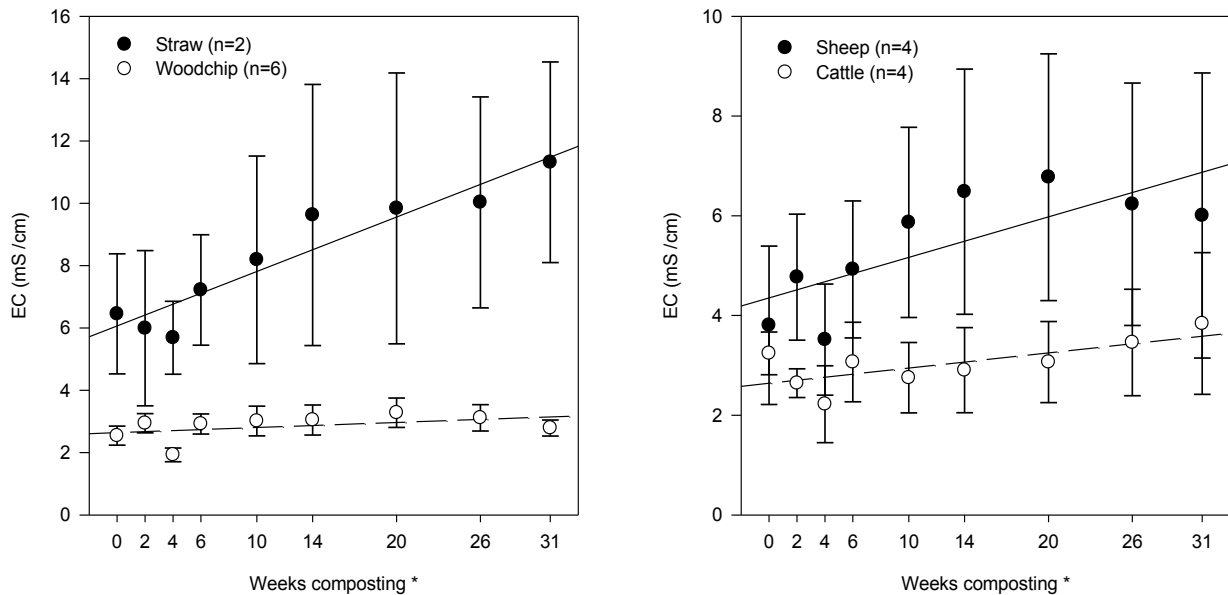 16
14
12
10
8
6
4
2
0
EC (mS /cm)
Straw (n=2)
Woodchip (n=6)
0 2 4 6 10 14 20 26 31
Weeks composting *
10
8
6
4
2
0
EC (mS /cm)
Sheep (n=4)
Cattle (n=4)
0 2 4 6 10 14 20 26 31
Weeks composting *